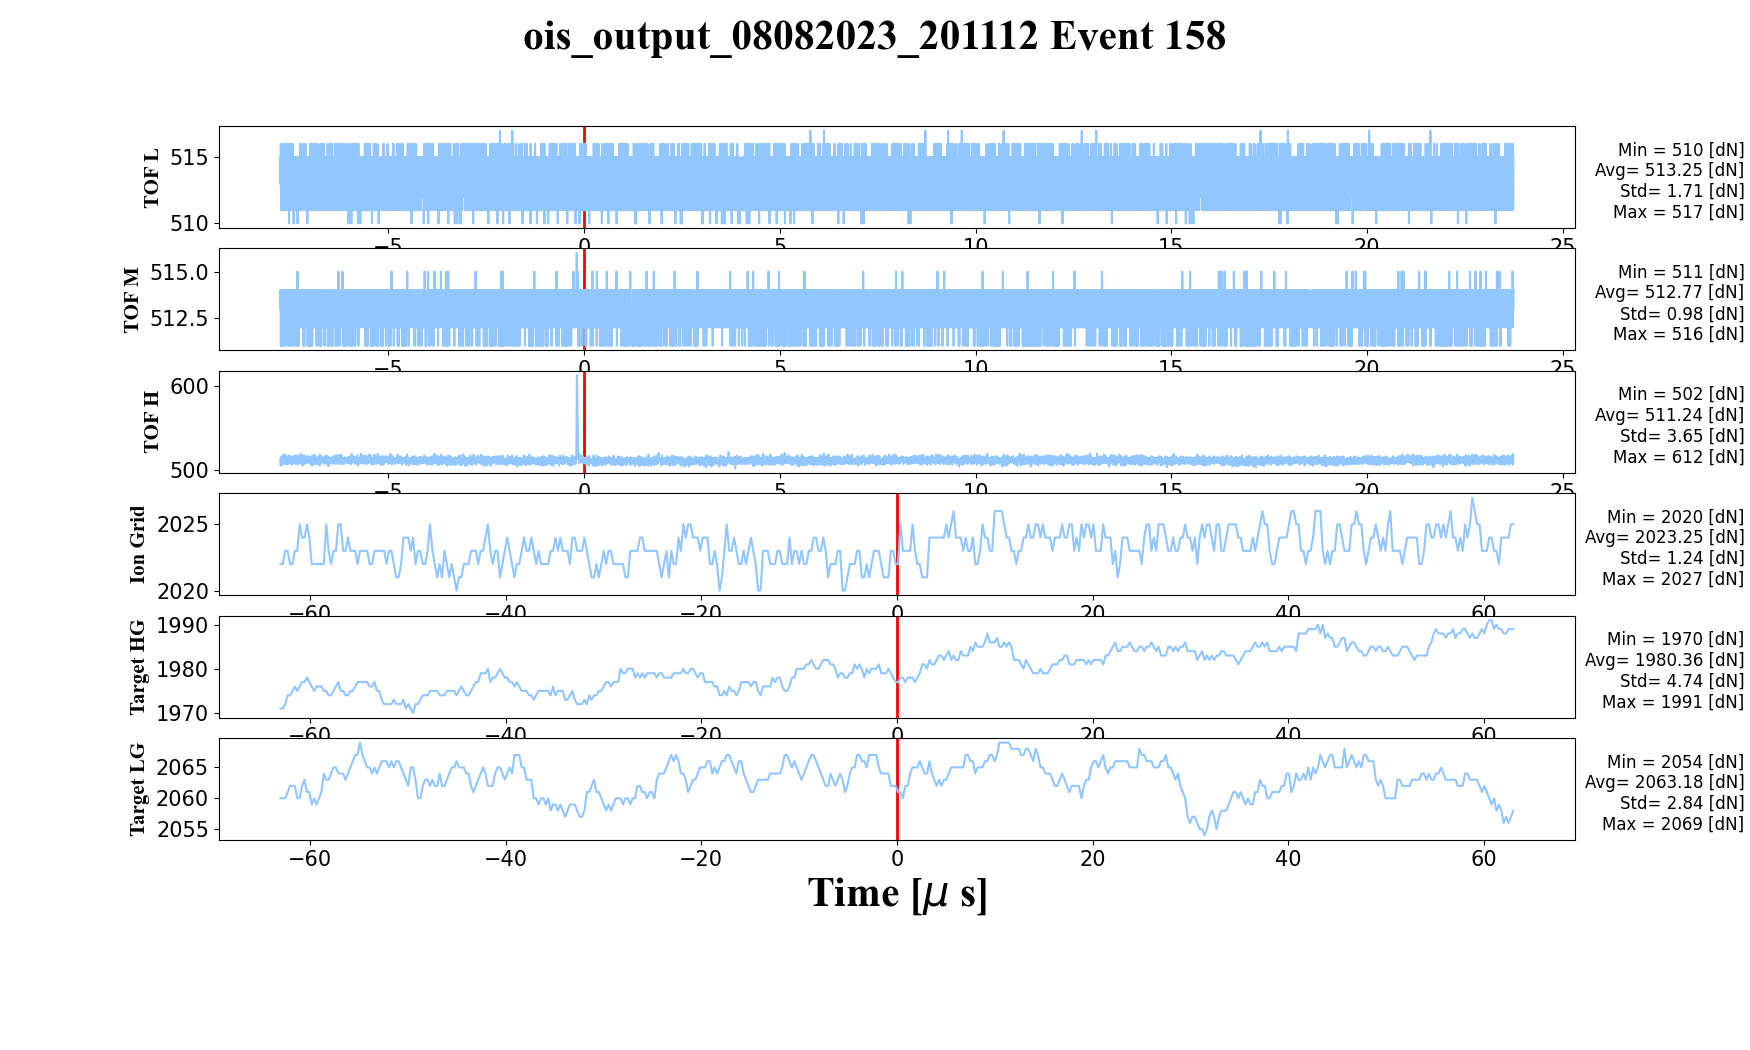 ois_output_08082023_201112 Event 158
TOF L
515
510
−5
0
5
10
15
20
25
Min = 510 [dN]
Avg= 513.25 [dN]
Std= 1.71 [dN]
Max = 517 [dN]
TOF M
515.0
512.5
−5
0
5
10
15
20
25
Min = 511 [dN]
Avg= 512.77 [dN]
Std= 0.98 [dN]
Max = 516 [dN]
TOF H
600
500
−5
0
5
10
15
20
25
Min = 502 [dN]
Avg= 511.24 [dN]
Std= 3.65 [dN]
Max = 612 [dN]
Ion Grid
2025
2020
−60
−40
−20
0
20
40
60
Min = 2020 [dN]
Avg= 2023.25 [dN]
Std= 1.24 [dN]
Max = 2027 [dN]
Target HG
1990
1980
1970
−60
−40
−20
0
20
40
60
Min = 1970 [dN]
Avg= 1980.36 [dN]
Std= 4.74 [dN]
Max = 1991 [dN]
Target LG
2065
2060
2055
−60
−40
−20
0
20
40
60
Min = 2054 [dN]
Avg= 2063.18 [dN]
Std= 2.84 [dN]
Max = 2069 [dN]
Time [μ s]